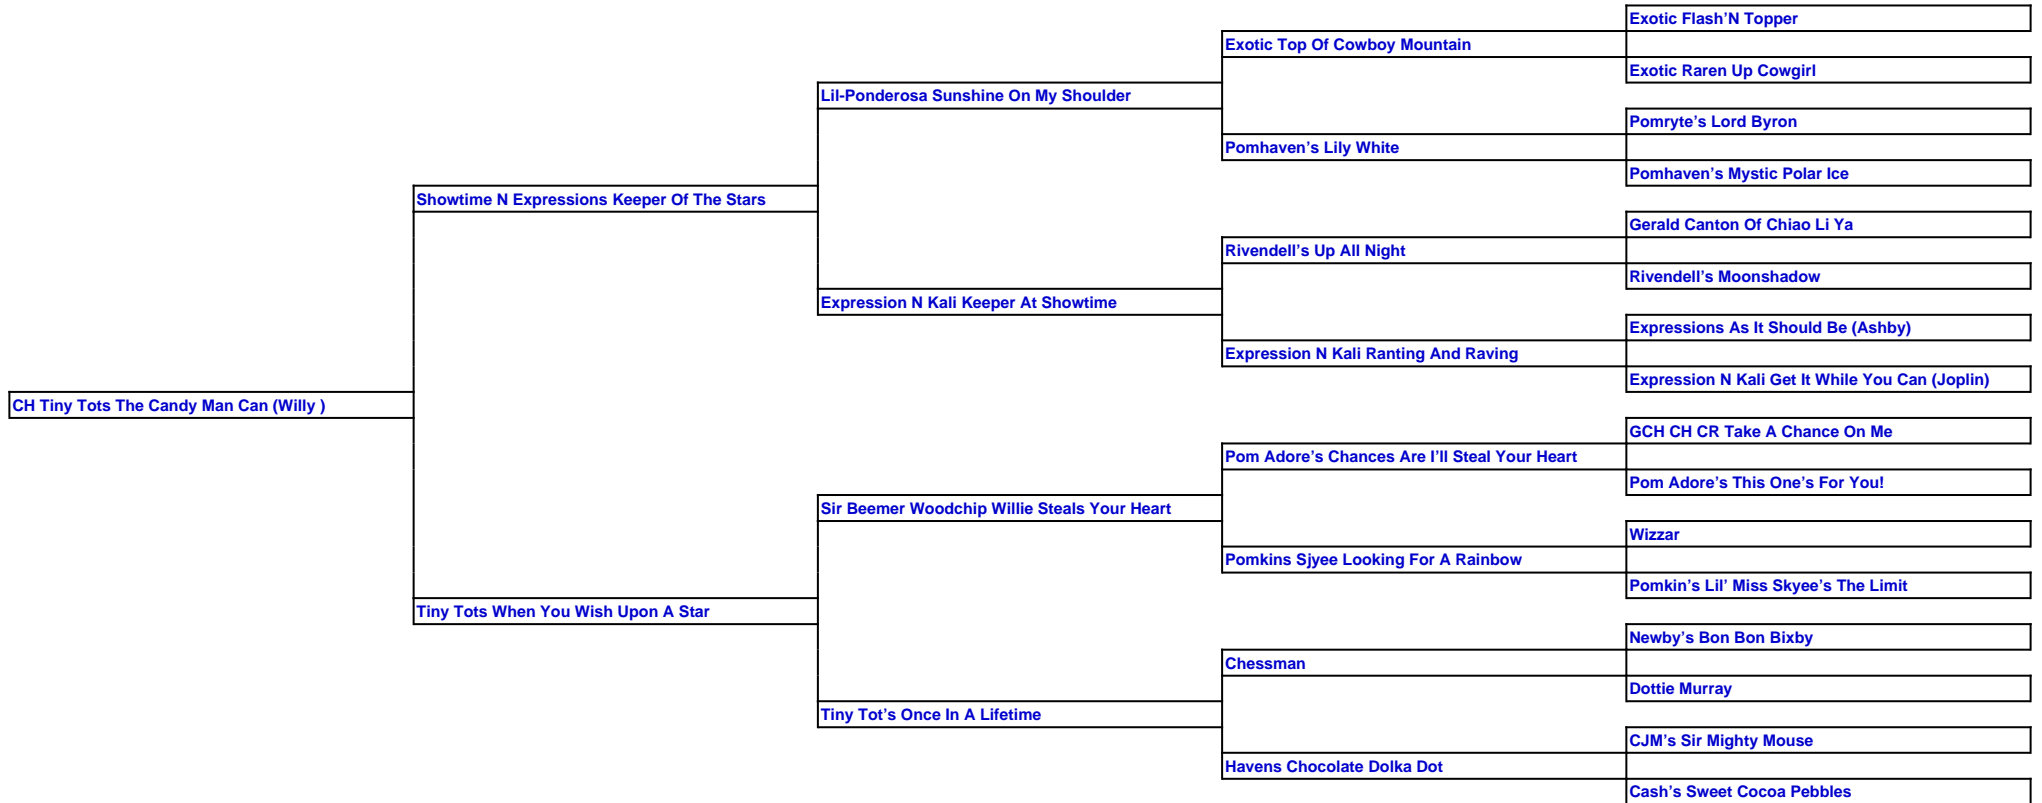 Exotic Flash’N Topper
Exotic Top Of Cowboy Mountain
Exotic Raren Up Cowgirl
Lil-Ponderosa Sunshine On My Shoulder
Pomryte’s Lord Byron
Pomhaven’s Lily White
Pomhaven’s Mystic Polar Ice
Showtime N Expressions Keeper Of The Stars
Gerald Canton Of Chiao Li Ya
Rivendell’s Up All Night
Rivendell’s Moonshadow
Expression N Kali Keeper At Showtime
Expressions As It Should Be (Ashby)
Expression N Kali Ranting And Raving
Expression N Kali Get It While You Can (Joplin)
CH Tiny Tots The Candy Man Can (Willy )
GCH CH CR Take A Chance On Me
Pom Adore’s Chances Are I’ll Steal Your Heart
Pom Adore’s This One’s For You!
Sir Beemer Woodchip Willie Steals Your Heart
Wizzar
Pomkins Sjyee Looking For A Rainbow
Pomkin’s Lil’ Miss Skyee’s The Limit
Tiny Tots When You Wish Upon A Star
Newby’s Bon Bon Bixby
Chessman
Dottie Murray
Tiny Tot’s Once In A Lifetime
CJM’s Sir Mighty Mouse
Havens Chocolate Dolka Dot
Cash’s Sweet Cocoa Pebbles